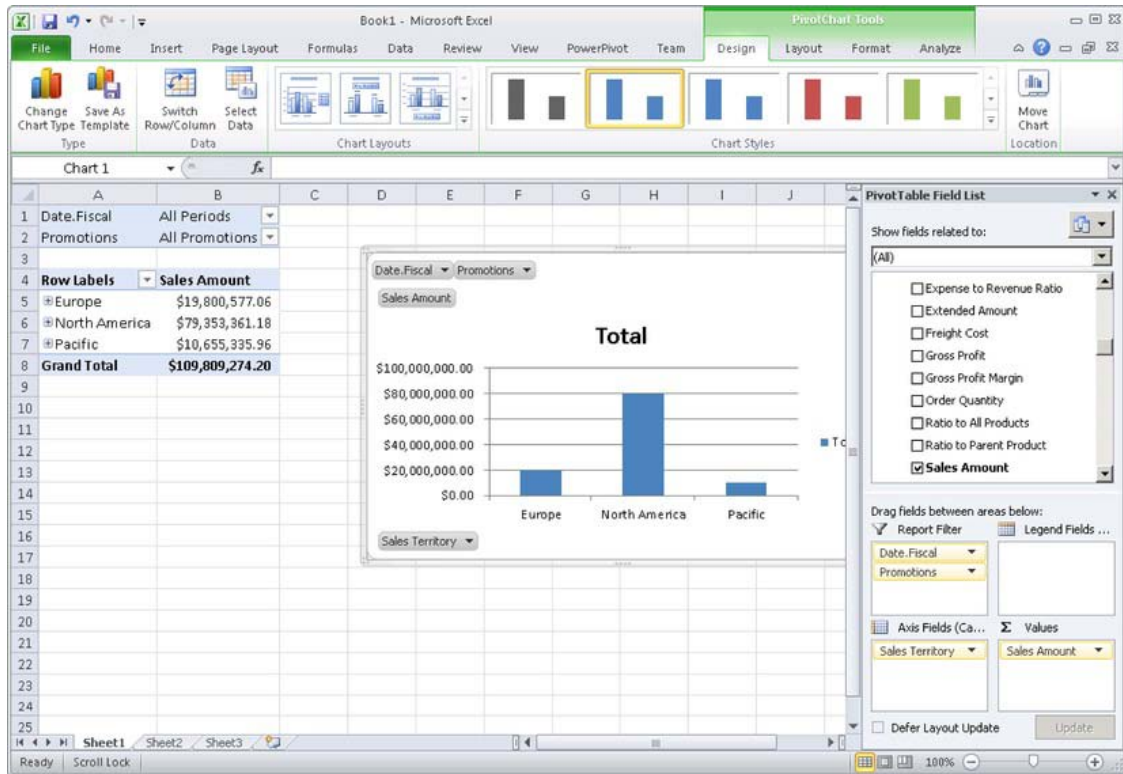 Book1 - Microsoft Excel
PivotChart Tools
File Home Insert Page Layout Formulas Data Review View PowerPivot Team Design Layout Format Analyze
Change Chart Type
Save As Template
Switch Row/Column
Select Data
Move Chart
Type Data Chart Layouts Chart Styles Location
Chart 1 fx
A B C D E F G H I J
1 Date.Fiscal All Periods
2 Promotions All Promotions
3
4 Row Labels Sales Amount
5 Europe $19,800,577.06
6 North America $79,353,361.18
7 Pacific $10,655,335.96
8 Grand Total $109,809,274.20
9
10
11
12
13
14
15
16
17
18
19
20
21
22
23
24
25
Date.Fiscal Promotions
Sales Amount
Total
$100,000,000.00
$80,000,000.00
$60,000,000.00
$40,000,000.00
$20,000,000.00
$0.00
Europe North America Pacific
Sales Territory
PivotTable Field List
Show fields related to:
(All)
Expense to Revenue Ratio
Extended Amount
Freight Cost
Gross Profit
Gross Profit Margin
Order Quantity
Ratio to All Products
Ratio to Parent Product
Sales Amount
Drag fields between areas below:
Report Filter Legend Fields ...
Date.Fiscal
Promotions
Axis Fields (Ca... Σ Values
Sales Territory Sales Amount
Defer Layout Update Update
Sheet1 Sheet2 Sheet3
Ready Scroll Lock 100%